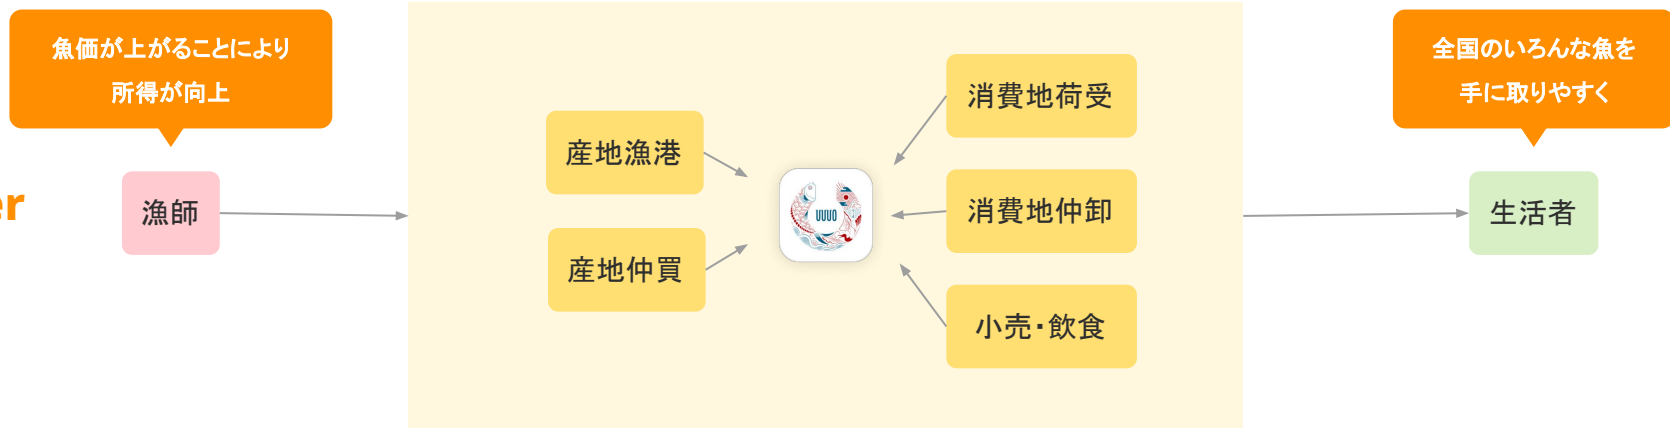 魚価が上がることにより
所得が向上
er
漁師
産地漁港
産地仲買
UUUO
消費地荷受
消費地仲卸
小売・飲食
全国のいろんな魚を
手に取りやすく
生活者